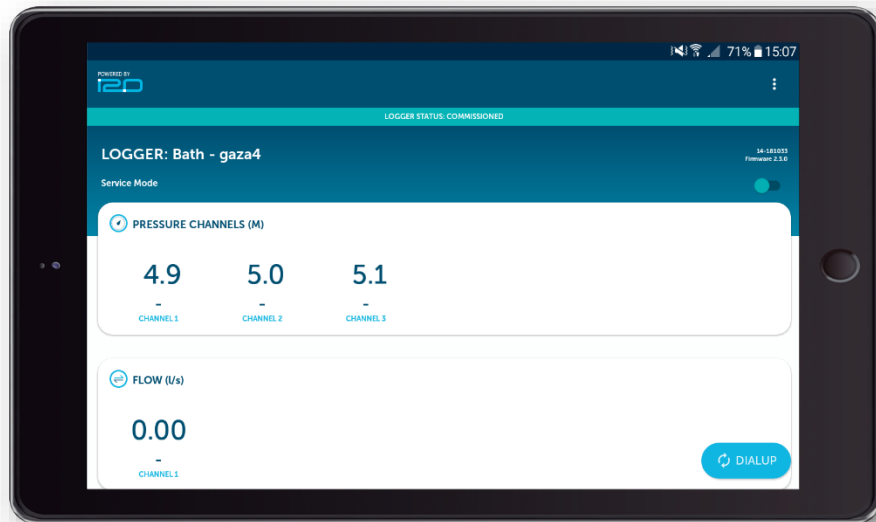 71% 15:07
POWERED BY
i2O
LOGGER STATUS: COMMISSIONED
LOGGER: Bath - gaza4
14-181033
Firmware 2.3.0
Service Mode
PRESSURE CHANNELS (M)
4.9 5.0 5.1
- - -
CHANNEL 1 CHANNEL 2 CHANNEL 3
FLOW (l/s)
0.00
-
CHANNEL 1
DIALUP